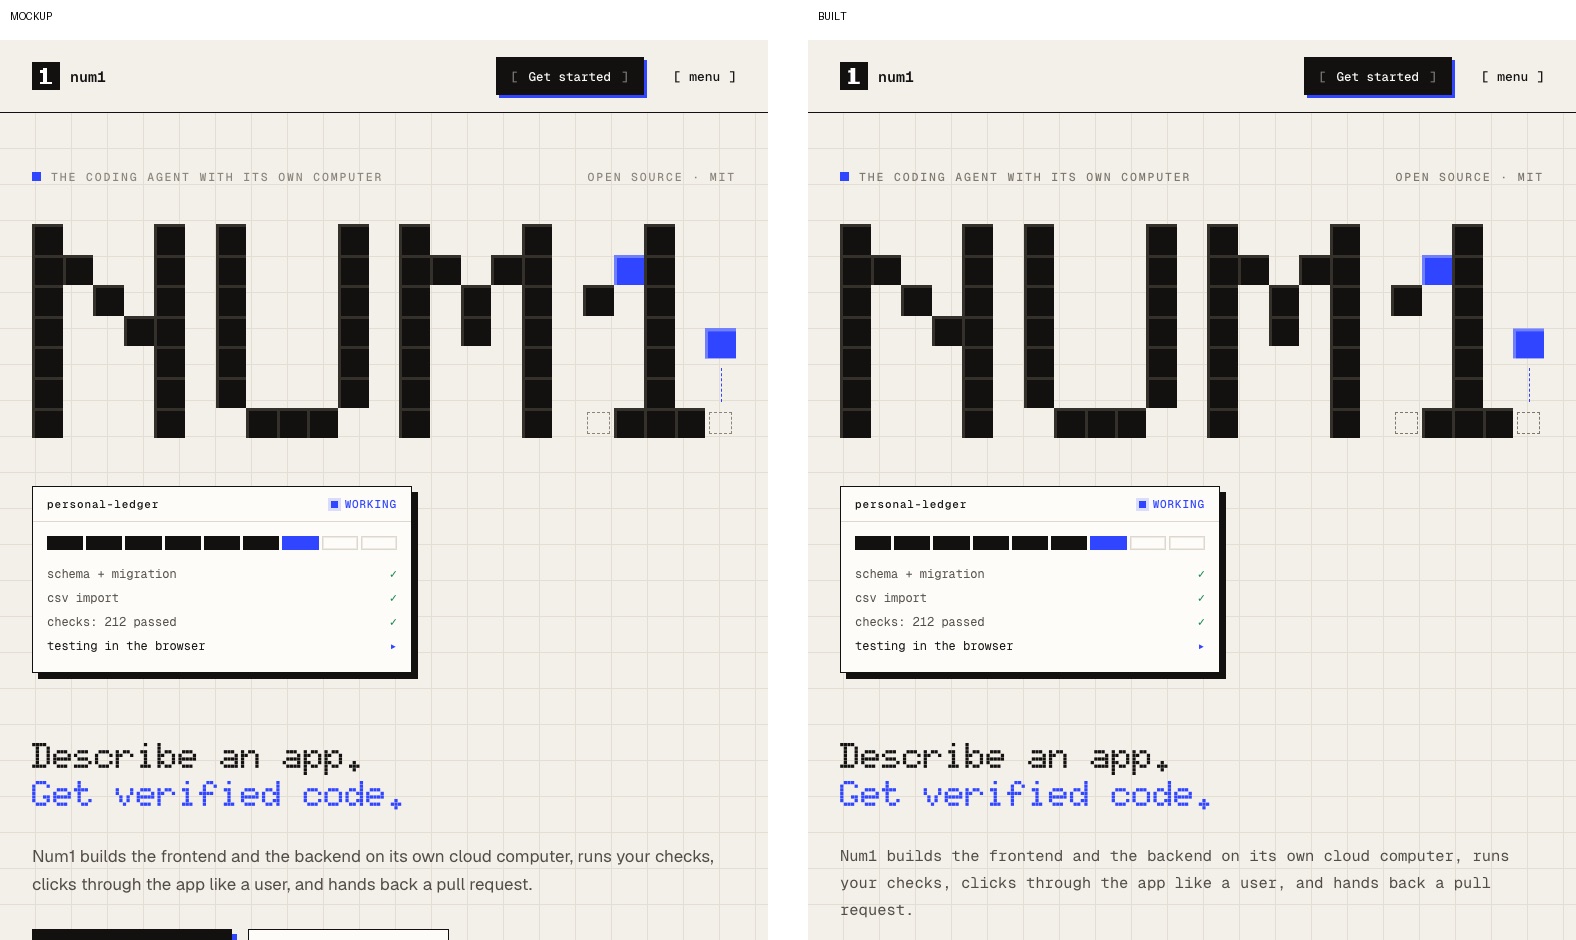 MOCKUP
1 num1
[ Get started ] [ menu ]
THE CODING AGENT WITH ITS OWN COMPUTER OPEN SOURCE · MIT
NUM1
personal-ledger WORKING
schema + migration ✓
csv import ✓
checks: 212 passed ✓
testing in the browser ▸
Describe an app.
Get verified code.
Num1 builds the frontend and the backend on its own cloud computer, runs your checks,
clicks through the app like a user, and hands back a pull request.
BUILT
1 num1
[ Get started ] [ menu ]
THE CODING AGENT WITH ITS OWN COMPUTER OPEN SOURCE · MIT
NUM1
personal-ledger WORKING
schema + migration ✓
csv import ✓
checks: 212 passed ✓
testing in the browser ▸
Describe an app.
Get verified code.
Num1 builds the frontend and the backend on its own cloud computer, runs
your checks, clicks through the app like a user, and hands back a pull
request.